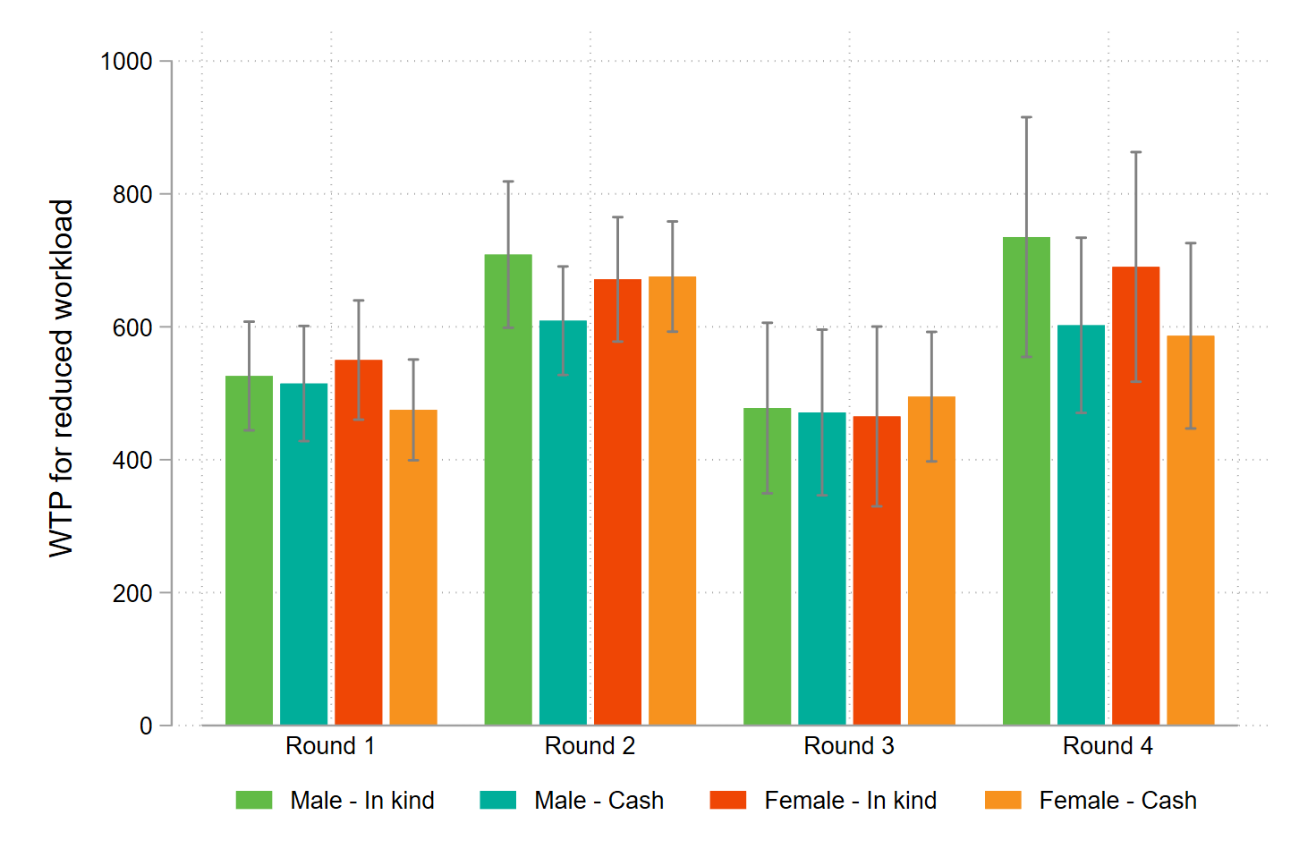 WTP for reduced workload
1000
800
600
400
200
0
Round 1 Round 2 Round 3 Round 4
Male - In kind Male - Cash Female - In kind Female - Cash